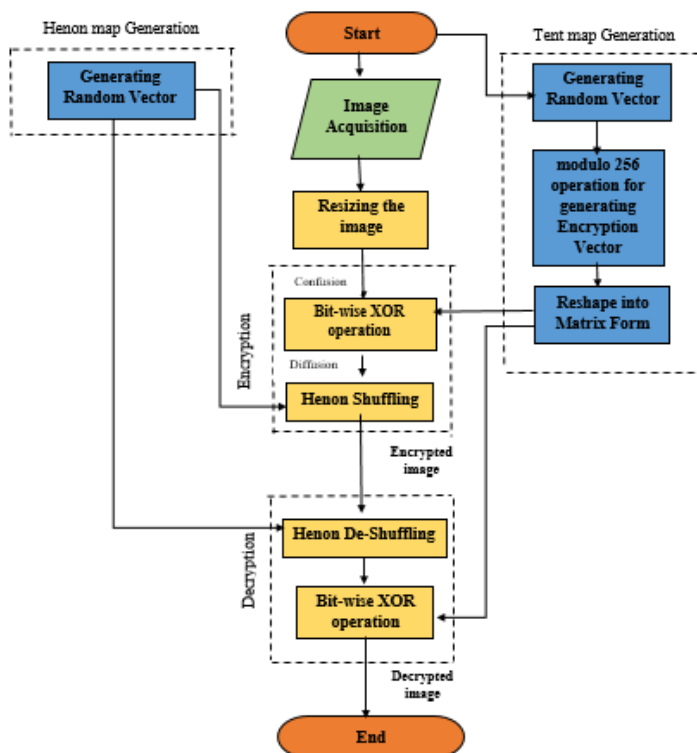 Henon map Generation
Start
Tent map Generation
Generating
Random Vector
Generating
Random Vector
Image
Acquisition
modulo 256
operation for
generating
Encryption
Vector
Resizing the
image
Confusion
Bit-wise XOR
operation
Reshape into
Matrix Form
Encryption
Diffusion
Henon Shuffling
Encrypted
image
Henon De-Shuffling
Decryption
Bit-wise XOR
operation
Decrypted
image
End